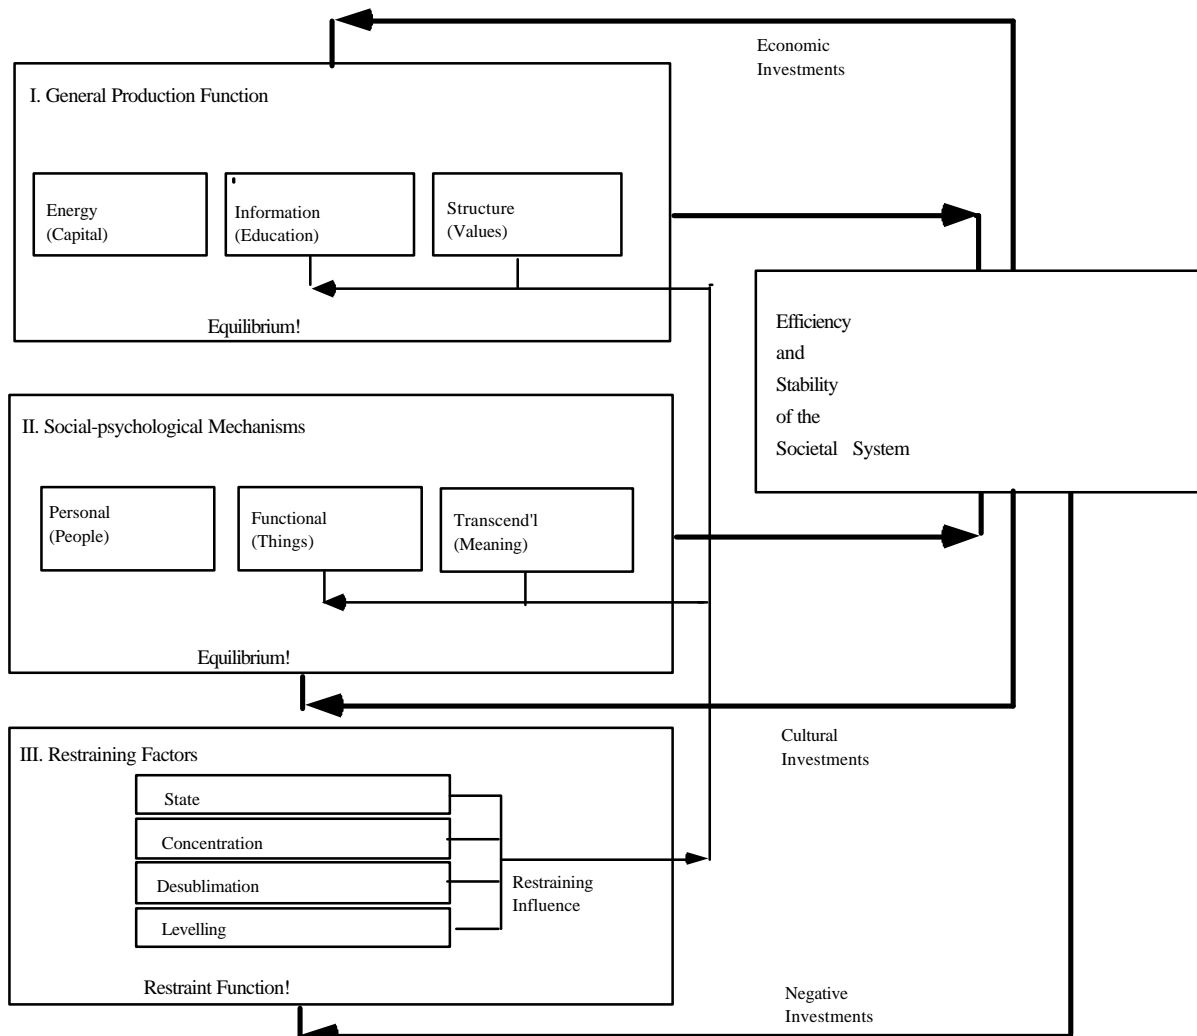 Economic
Investments
I. General Production Function
Energy
(Capital)
Information
(Education)
Structure
(Values)
Equilibrium!
Efficiency
and
Stability
of the
Societal System
II. Social-psychological Mechanisms
Personal
(People)
Functional
(Things)
Transcend'l
(Meaning)
Equilibrium!
Cultural
Investments
III. Restraining Factors
State
Concentration
Desublimation
Levelling
Restraining
Influence
Restraint Function!
Negative
Investments